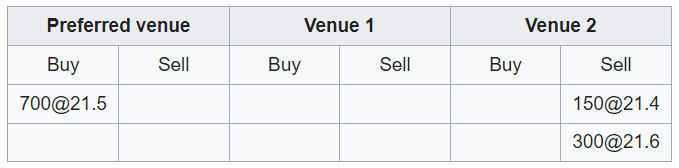 Preferred venue Venue 1 Venue 2
Buy Sell Buy Sell Buy Sell
700@21.5 150@21.4
300@21.6